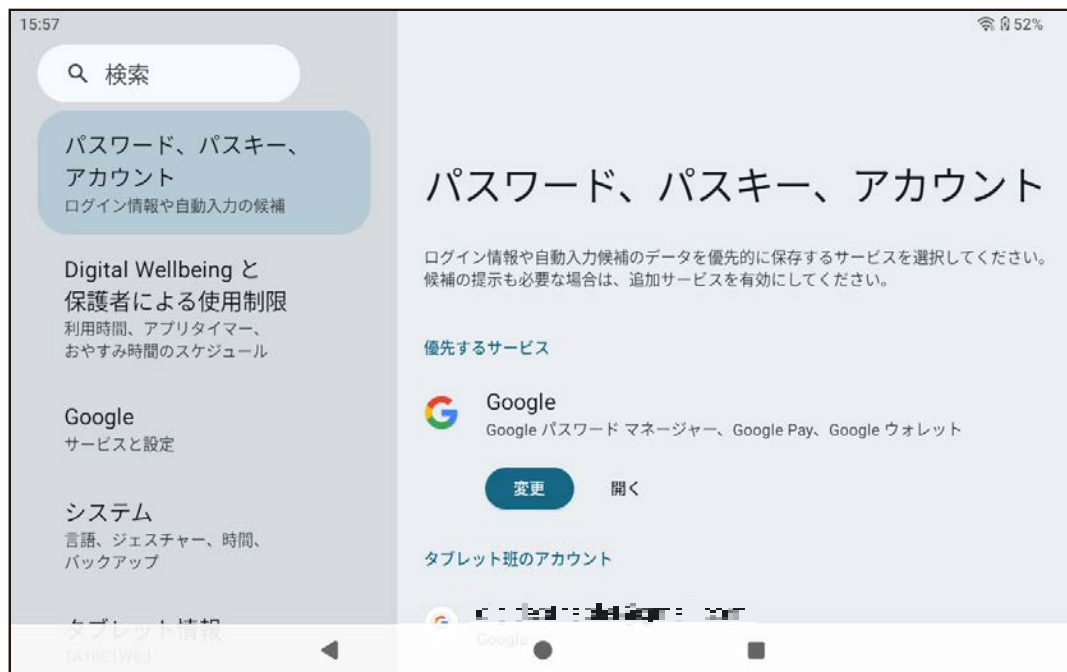 15:57
52%
検索
パスワード、パスキー、
アカウント
ログイン情報や自動入力の候補
Digital Wellbeing と
保護者による使用制限
利用時間、アプリタイマー、
おやすみ時間のスケジュール
Google
サービスと設定
システム
言語、ジェスチャー、時間、
バックアップ
タブレット情報
パスワード、パスキー、アカウント
ログイン情報や自動入力候補のデータを優先的に保存するサービスを選択してください。
候補の提示も必要な場合は、追加サービスを有効にしてください。
優先するサービス
Google
Google パスワード マネージャー、Google Pay、Google ウォレット
変更
開く
タブレット班のアカウント
Google